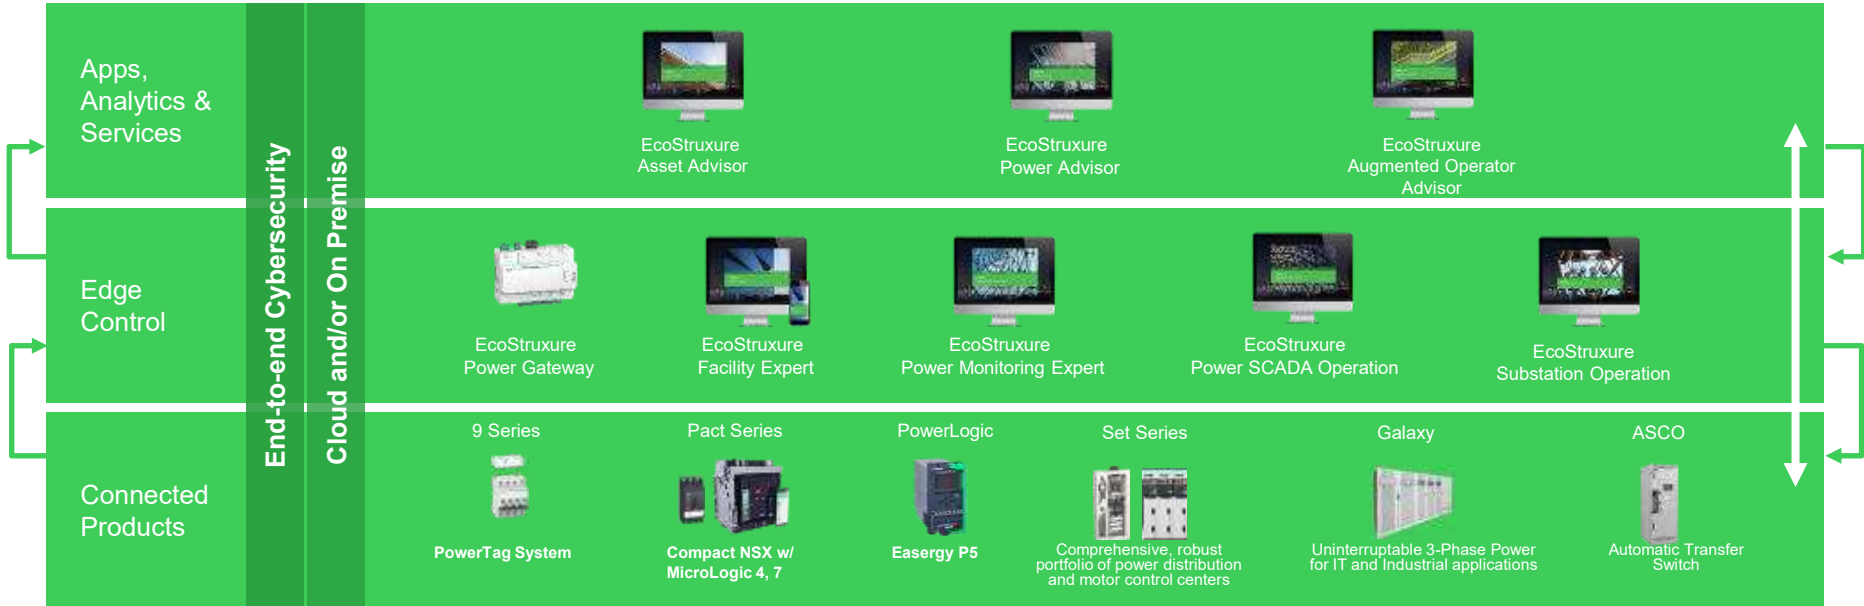 Apps,
Analytics &
Services
End-to-end Cybersecurity
Cloud and/or On Premise
EcoStruxure
Asset Advisor
EcoStruxure
Power Advisor
EcoStruxure
Augmented Operator
Advisor
Edge
Control
EcoStruxure
Power Gateway
EcoStruxure
Facility Expert
EcoStruxure
Power Monitoring Expert
EcoStruxure
Power SCADA Operation
EcoStruxure
Substation Operation
Connected
Products
9 Series
PowerTag System
Pact Series
Compact NSX w/
MicroLogic 4, 7
PowerLogic
Easergy P5
Set Series
Comprehensive, robust
portfolio of power distribution
and motor control centers
Galaxy
Uninterruptable 3-Phase Power
for IT and Industrial applications
ASCO
Automatic Transfer
Switch